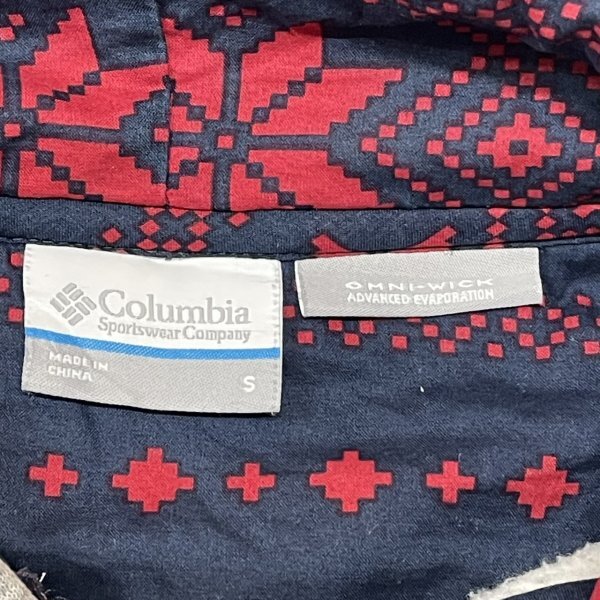 Columbia
Sportswear Company
MADE IN
CHINA
S
OMNI-WICK
ADVANCED EVAPORATION